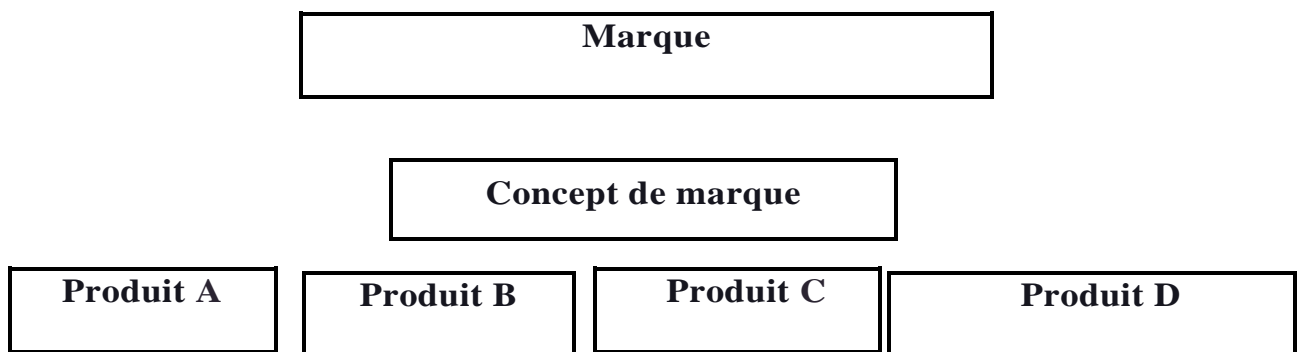 Marque
Concept de marque
Produit A
Produit B
Produit C
Produit D